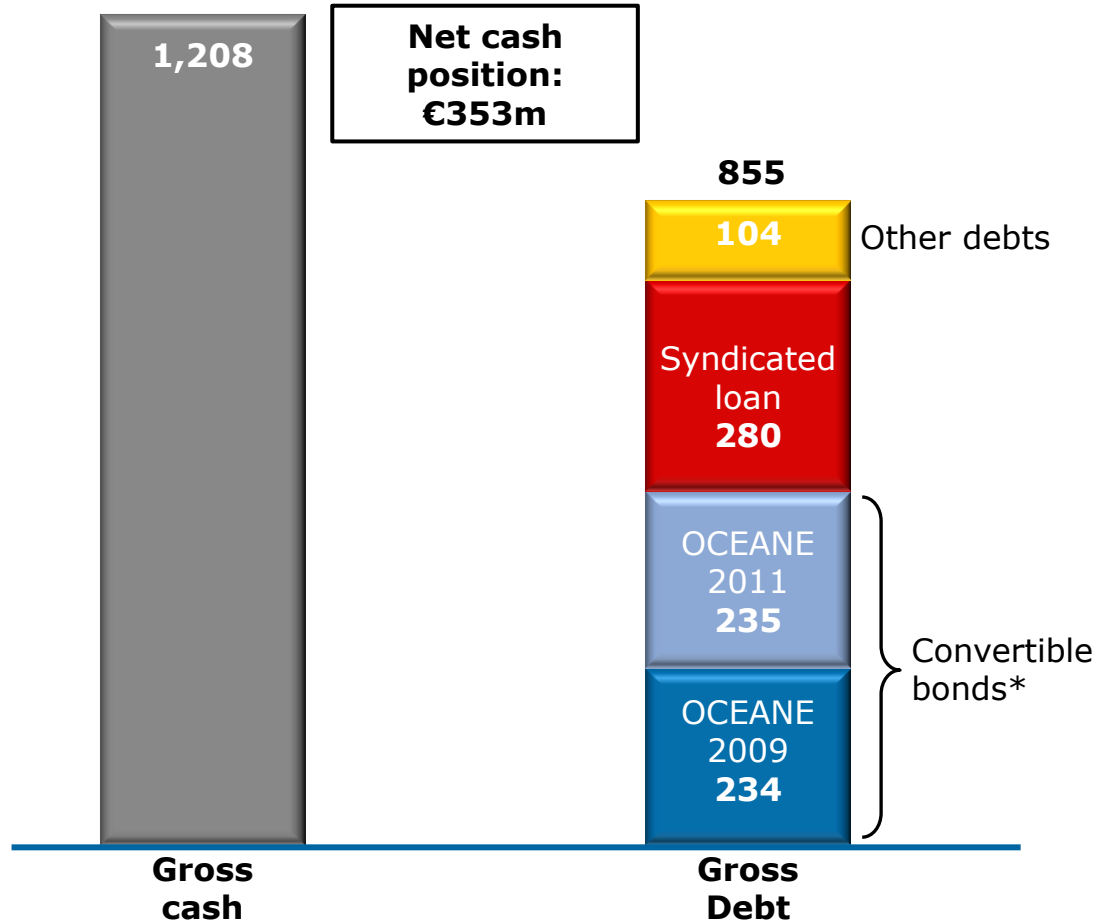 1,208
Net cash
position:
€353m
855
104
Other debts
Syndicated
loan
280
OCEANE
2011
235
Convertible
bonds*
OCEANE
2009
234
Gross
cash
Gross
Debt